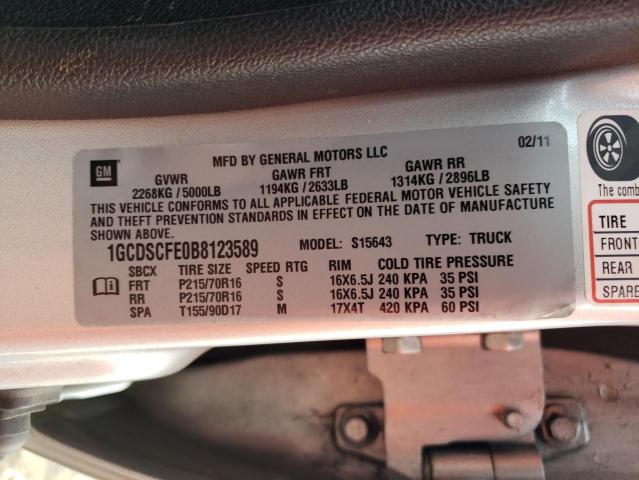 GM
MFD BY GENERAL MOTORS LLC
02/11
GVWR GAWR FRT GAWR RR
2268KG / 5000LB 1194KG / 2633LB 1314KG / 2896LB
THIS VEHICLE CONFORMS TO ALL APPLICABLE FEDERAL MOTOR VEHICLE SAFETY
AND THEFT PREVENTION STANDARDS IN EFFECT ON THE DATE OF MANUFACTURE
SHOWN ABOVE.
1GCDSCFE0B8123589 MODEL: S15643 TYPE: TRUCK
SBCX TIRE SIZE SPEED RTG RIM COLD TIRE PRESSURE
FRT P215/70R16 S 16X6.5J 240 KPA 35 PSI
RR P215/70R16 S 16X6.5J 240 KPA 35 PSI
SPA T155/90D17 M 17X4T 420 KPA 60 PSI
The comb
TIRE
FRONT
REAR
SPARE